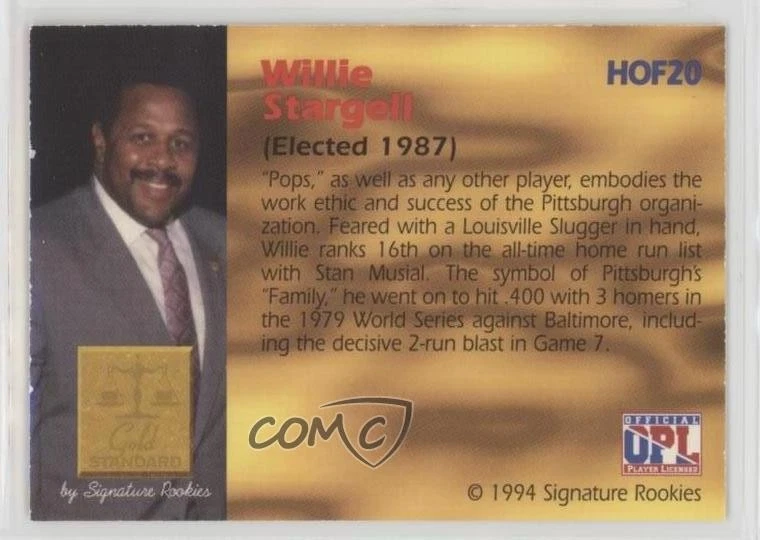 Willie
Stargell
HOF20
(Elected 1987)
"Pops," as well as any other player, embodies the
work ethic and success of the Pittsburgh organi-
zation. Feared with a Louisville Slugger in hand,
Willie ranks 16th on the all-time home run list
with Stan Musial. The symbol of Pittsburgh's
"Family," he went on to hit .400 with 3 homers in
the 1979 World Series against Baltimore, includ-
ing the decisive 2-run blast in Game 7.
Gold
STANDARD
by Signature Rookies
COMC
OFFICIAL
OPL
PLAYER LICENSED
© 1994 Signature Rookies